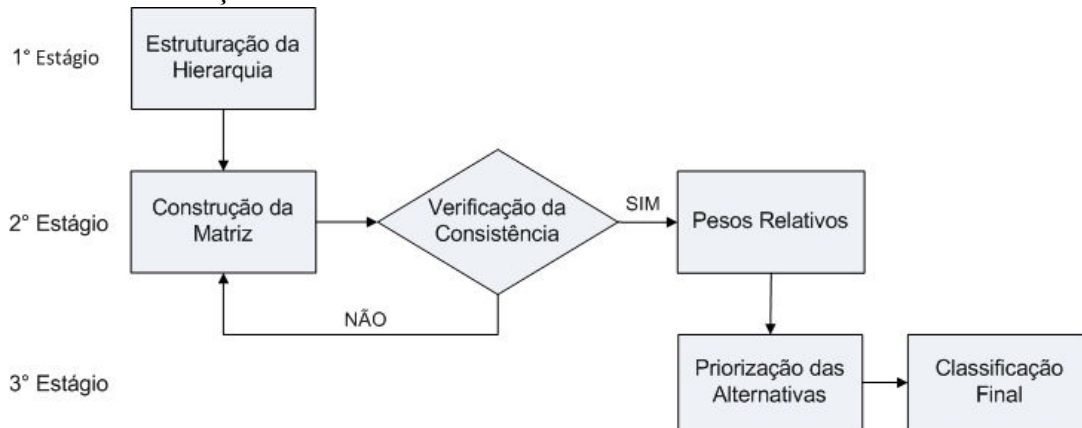 1° Estágio
Estruturação da
Hierarquia
2° Estágio
Construção da
Matriz
Verificação da
Consistência
SIM
Pesos Relativos
NÃO
3° Estágio
Priorização das
Alternativas
Classificação
Final